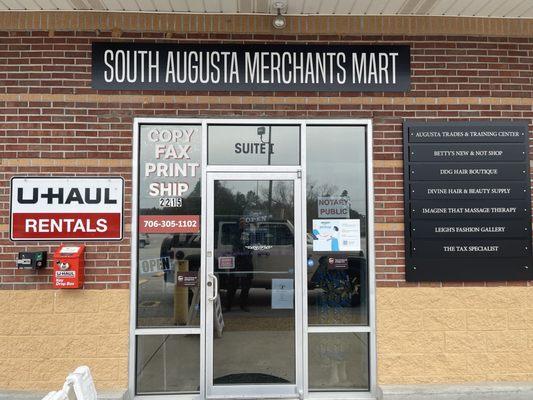 SOUTH AUGUSTA MERCHANTS MART
COPY
FAX
PRINT
SHIP
2215
706-305-1102
OPEN
SUITE I
OPEN
NOTARY
PUBLIC
U-HAUL
RENTALS
U-HAUL
AUGUSTA TRADES & TRAINING CENTER
BETTY'S NEW & NOT SHOP
DDG HAIR BOUTIQUE
DIVINE HAIR & BEAUTY SUPPLY
IMAGINE THAT MASSAGE THERAPY
LEIGHS FASHION GALLERY
THE TAX SPECIALIST